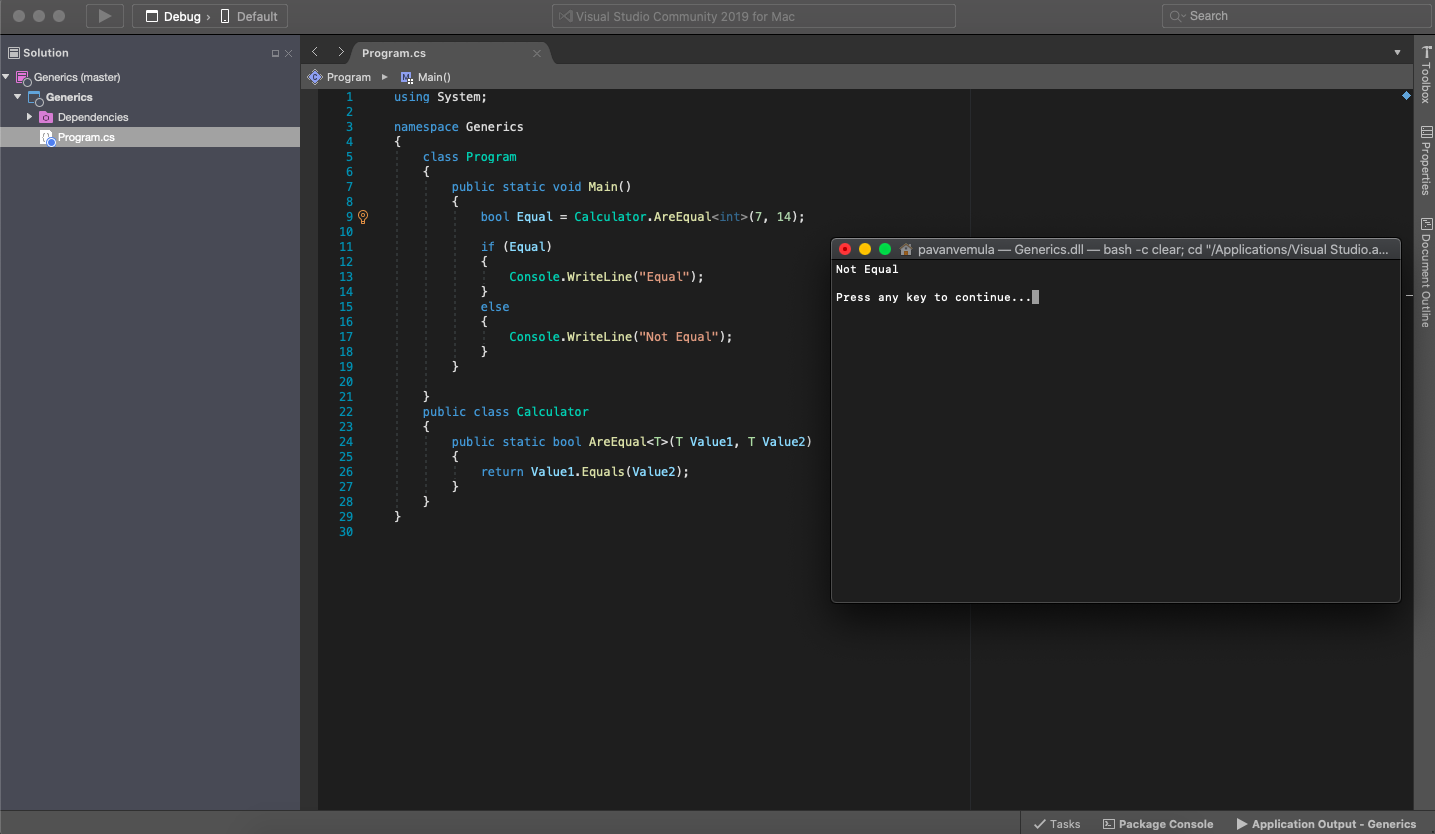 Debug › Default
Visual Studio Community 2019 for Mac
Search
Solution
Generics (master)
Generics
Dependencies
Program.cs
Program.cs
Program
Main()
1 using System;
2
3 namespace Generics
4 {
5 class Program
6 {
7 public static void Main()
8 {
9 bool Equal = Calculator.AreEqual<int>(7, 14);
10
11 if (Equal)
12 {
13 Console.WriteLine("Equal");
14 }
15 else
16 {
17 Console.WriteLine("Not Equal");
18 }
19 }
20
21 }
22 public class Calculator
23 {
24 public static bool AreEqual<T>(T Value1, T Value2)
25 {
26 return Value1.Equals(Value2);
27 }
28 }
29 }
30
pavanvemula — Generics.dll — bash -c clear; cd "/Applications/Visual Studio.a...
Not Equal
Press any key to continue...
Toolbox
Properties
Document Outline
Tasks
Package Console
Application Output - Generics